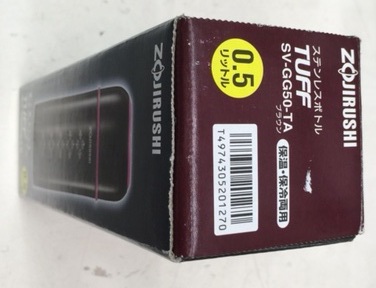 ZOJIRUSHI
ステンレスボトル
TUFF
SV-GG50-TA
ブラウン
保温・保冷両用
0.5
リットル
T4974305201270
ZOJIRUSHI